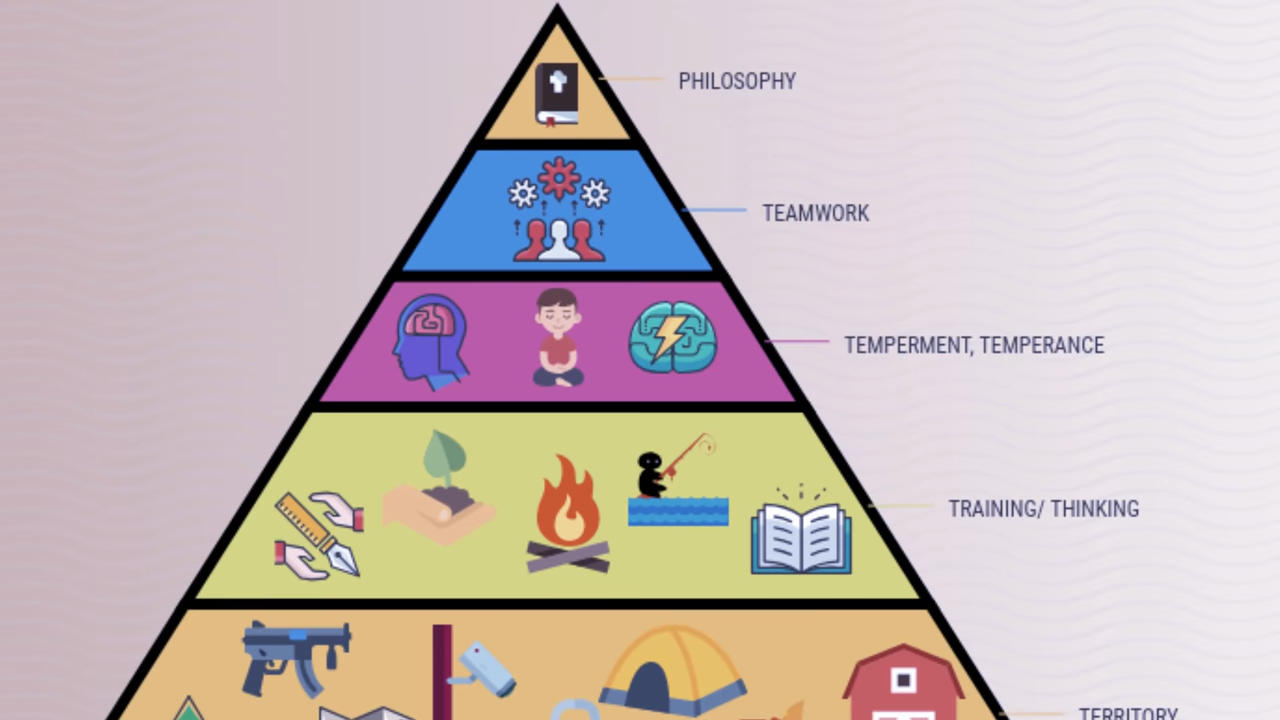 PHILOSOPHY
TEAMWORK
TEMPERMENT, TEMPERANCE
TRAINING/ THINKING
TERRITORY